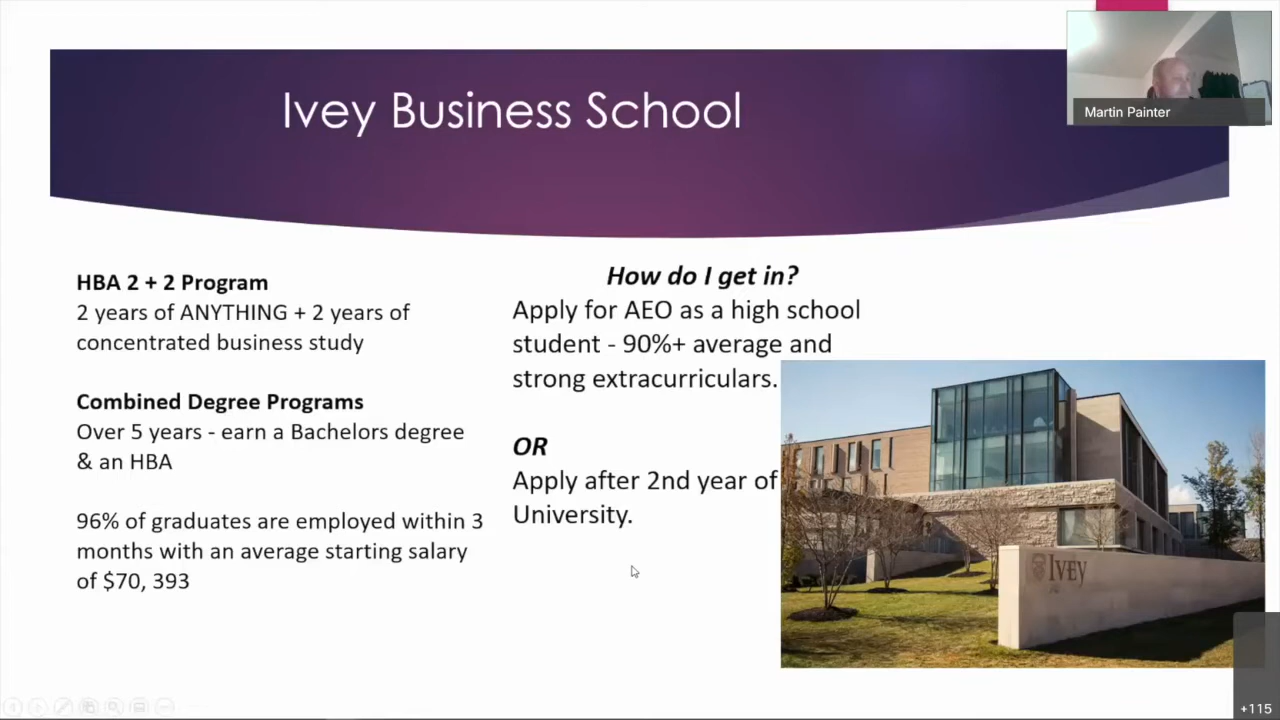 Ivey Business School
Martin Painter
HBA 2 + 2 Program
2 years of ANYTHING + 2 years of
concentrated business study
Combined Degree Programs
Over 5 years - earn a Bachelors degree
& an HBA
96% of graduates are employed within 3
months with an average starting salary
of $70, 393
How do I get in?
Apply for AEO as a high school
student - 90%+ average and
strong extracurriculars.
OR
Apply after 2nd year of
University.
IVEY
+115